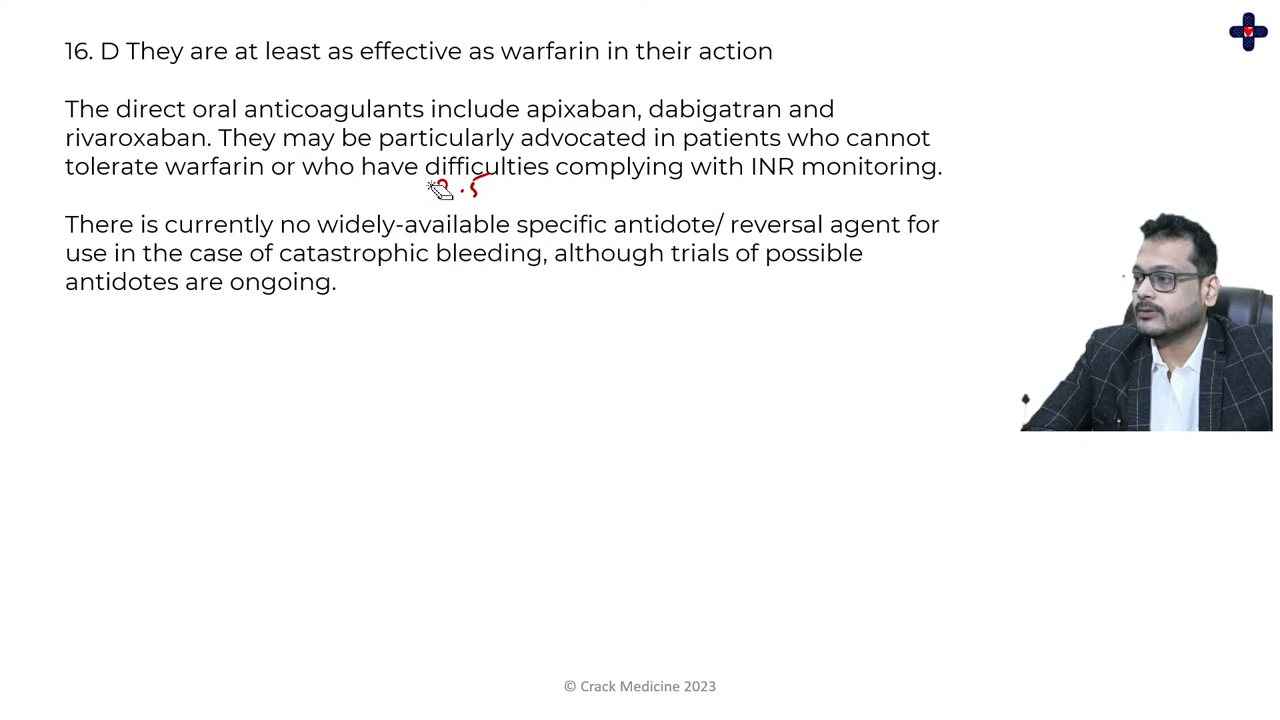 16. D They are at least as effective as warfarin in their action
The direct oral anticoagulants include apixaban, dabigatran and
rivaroxaban. They may be particularly advocated in patients who cannot
tolerate warfarin or who have difficulties complying with INR monitoring.
There is currently no widely-available specific antidote/ reversal agent for
use in the case of catastrophic bleeding, although trials of possible
antidotes are ongoing.
© Crack Medicine 2023